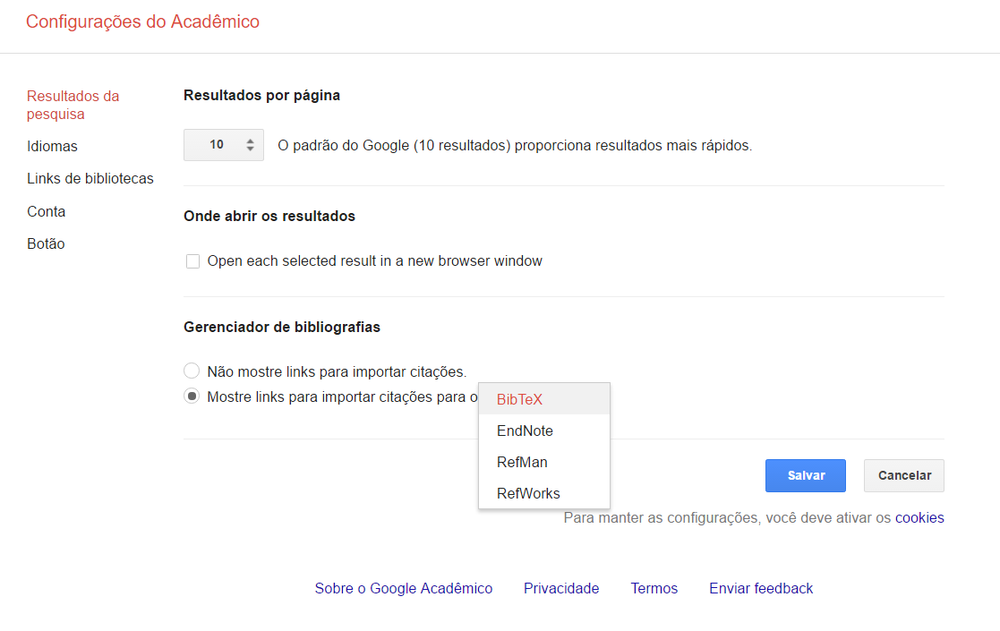 Configurações do Acadêmico
Resultados da
pesquisa
Idiomas
Links de bibliotecas
Conta
Botão
Resultados por página
10
O padrão do Google (10 resultados) proporciona resultados mais rápidos.
Onde abrir os resultados
Open each selected result in a new browser window
Gerenciador de bibliografias
Não mostre links para importar citações.
Mostre links para importar citações para o
BibTeX
EndNote
RefMan
RefWorks
Salvar
Cancelar
Para manter as configurações, você deve ativar os cookies
Sobre o Google Acadêmico
Privacidade
Termos
Enviar feedback